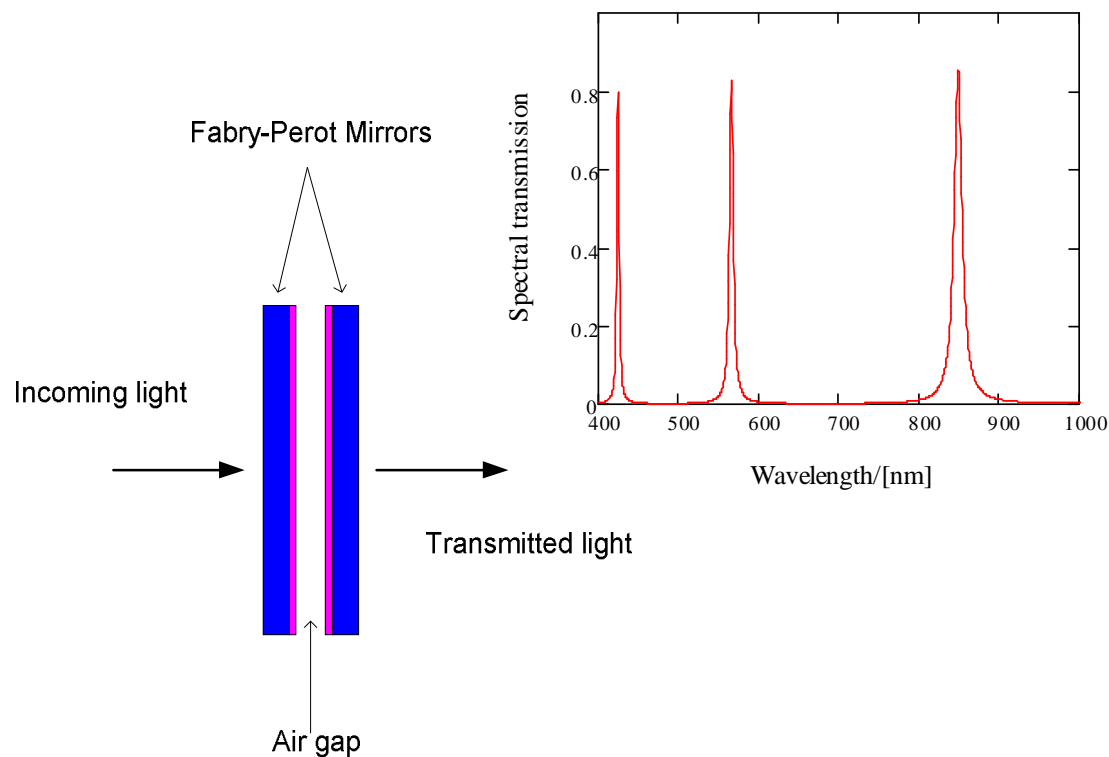 Fabry-Perot Mirrors
Incoming light
Transmitted light
Air gap
Spectral transmission
0.8
0.6
0.4
0.2
0
400 500 600 700 800 900 1000
Wavelength/[nm]